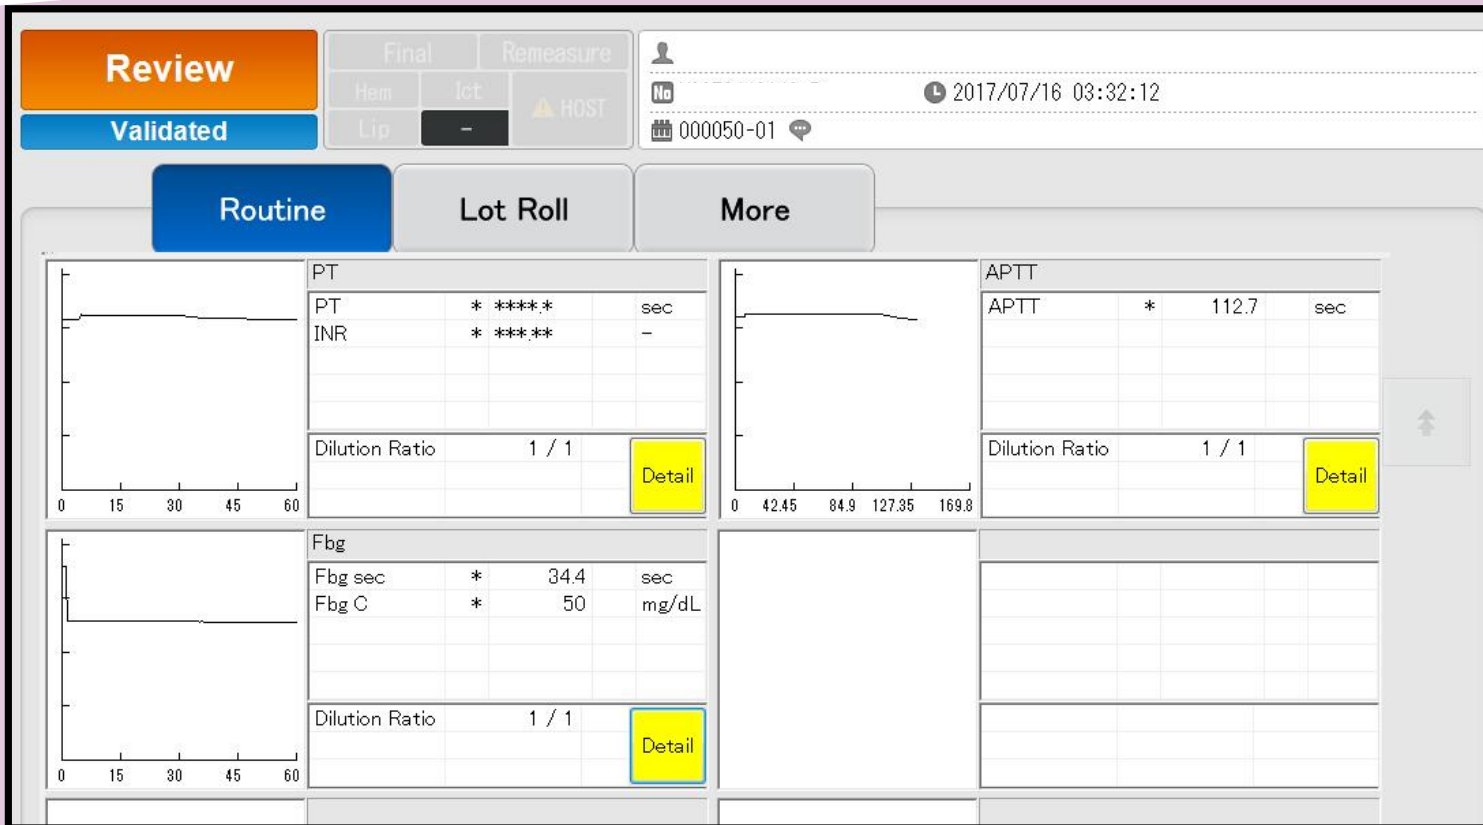 Review
Validated
Final Remeasure
Hem Ict
HOST
Lip -
No
2017/07/16 03:32:12
000050-01
Routine Lot Roll More
PT
PT * ****.* sec
INR * ***.** -
Dilution Ratio 1 / 1
Detail
0 15 30 45 60
APTT
APTT * 112.7 sec
Dilution Ratio 1 / 1
Detail
0 42.45 84.9 127.35 169.8
Fbg
Fbg sec * 34.4 sec
Fbg C * 50 mg/dL
Dilution Ratio 1 / 1
Detail
0 15 30 45 60